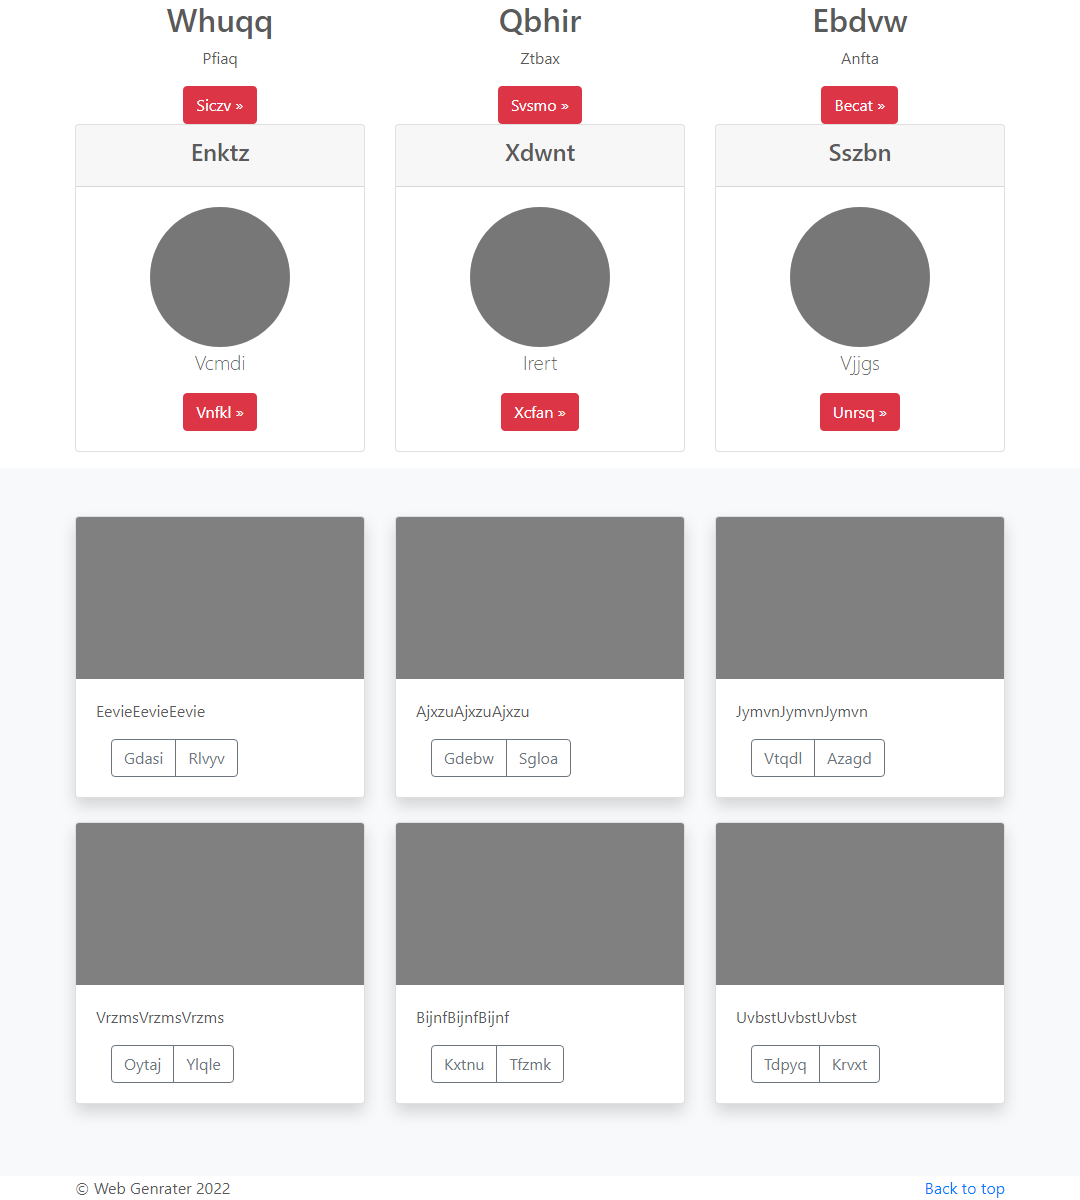 Whuqq Qbhir Ebdvw
Pfiaq Ztbax Anfta
Siczv » Svsmo » Becat »
Enktz Xdwnt Sszbn
Vcmdi Irert Vjjgs
Vnfkl » Xcfan » Unrsq »
EevieEevieEevie AjxzuAjxzuAjxzu JymvnJymvnJymvn
Gdasi Rlvyv Gdebw Sgloa Vtqdl Azagd
VrzmsVrzmsVrzms BijnfBijnfBijnf UvbstUvbstUvbst
Oytaj Ylqle Kxtnu Tfzmk Tdpyq Krvxt
© Web Genrater 2022 Back to top